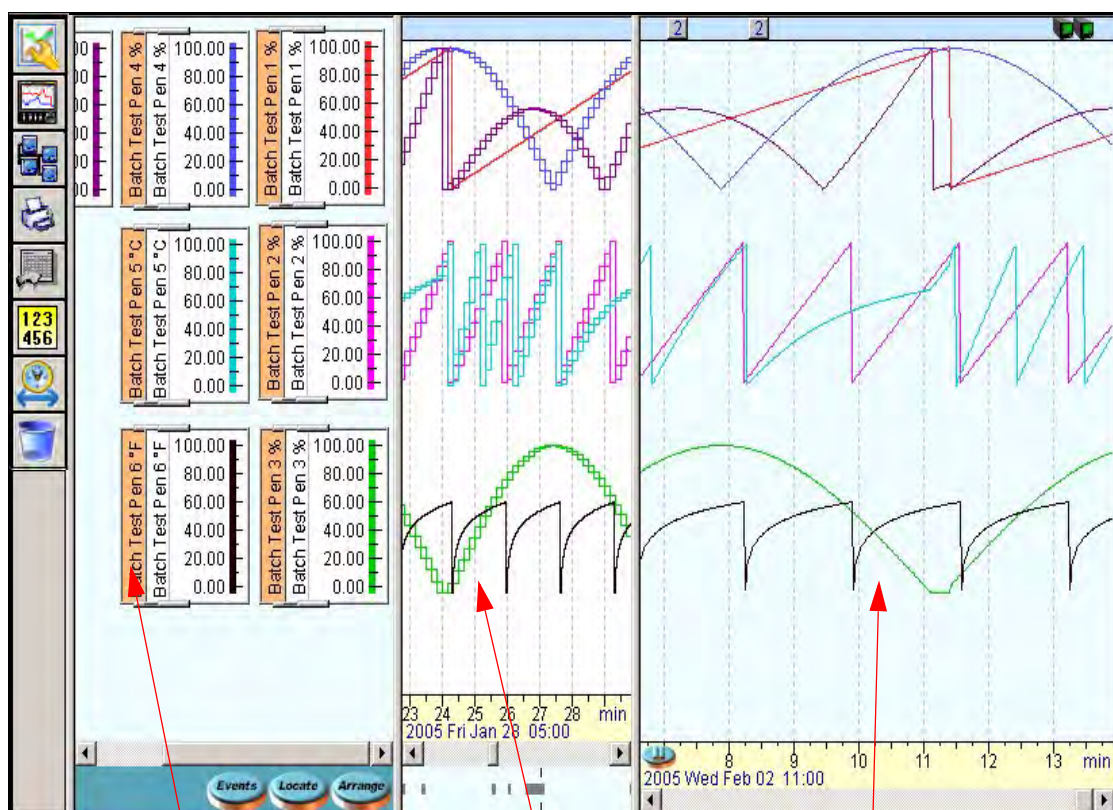 2
2
Batch Test Pen 4 %
Batch Test Pen 4 %
100.00
80.00
60.00
40.00
20.00
0.00
Batch Test Pen 1 %
Batch Test Pen 1 %
100.00
80.00
60.00
40.00
20.00
0.00
Batch Test Pen 5 °C
Batch Test Pen 5 °C
100.00
80.00
60.00
40.00
20.00
0.00
Batch Test Pen 2 %
Batch Test Pen 2 %
100.00
80.00
60.00
40.00
20.00
0.00
123
456
Batch Test Pen 6 °F
Batch Test Pen 6 °F
100.00
80.00
60.00
40.00
20.00
0.00
Batch Test Pen 3 %
Batch Test Pen 3 %
100.00
80.00
60.00
40.00
20.00
0.00
23 24 25 26 27 28 min
2005 Fri Jan 28 05:00
8 9 10 11 12 13 min
2005 Wed Feb 02 11:00
Events Locate Arrange